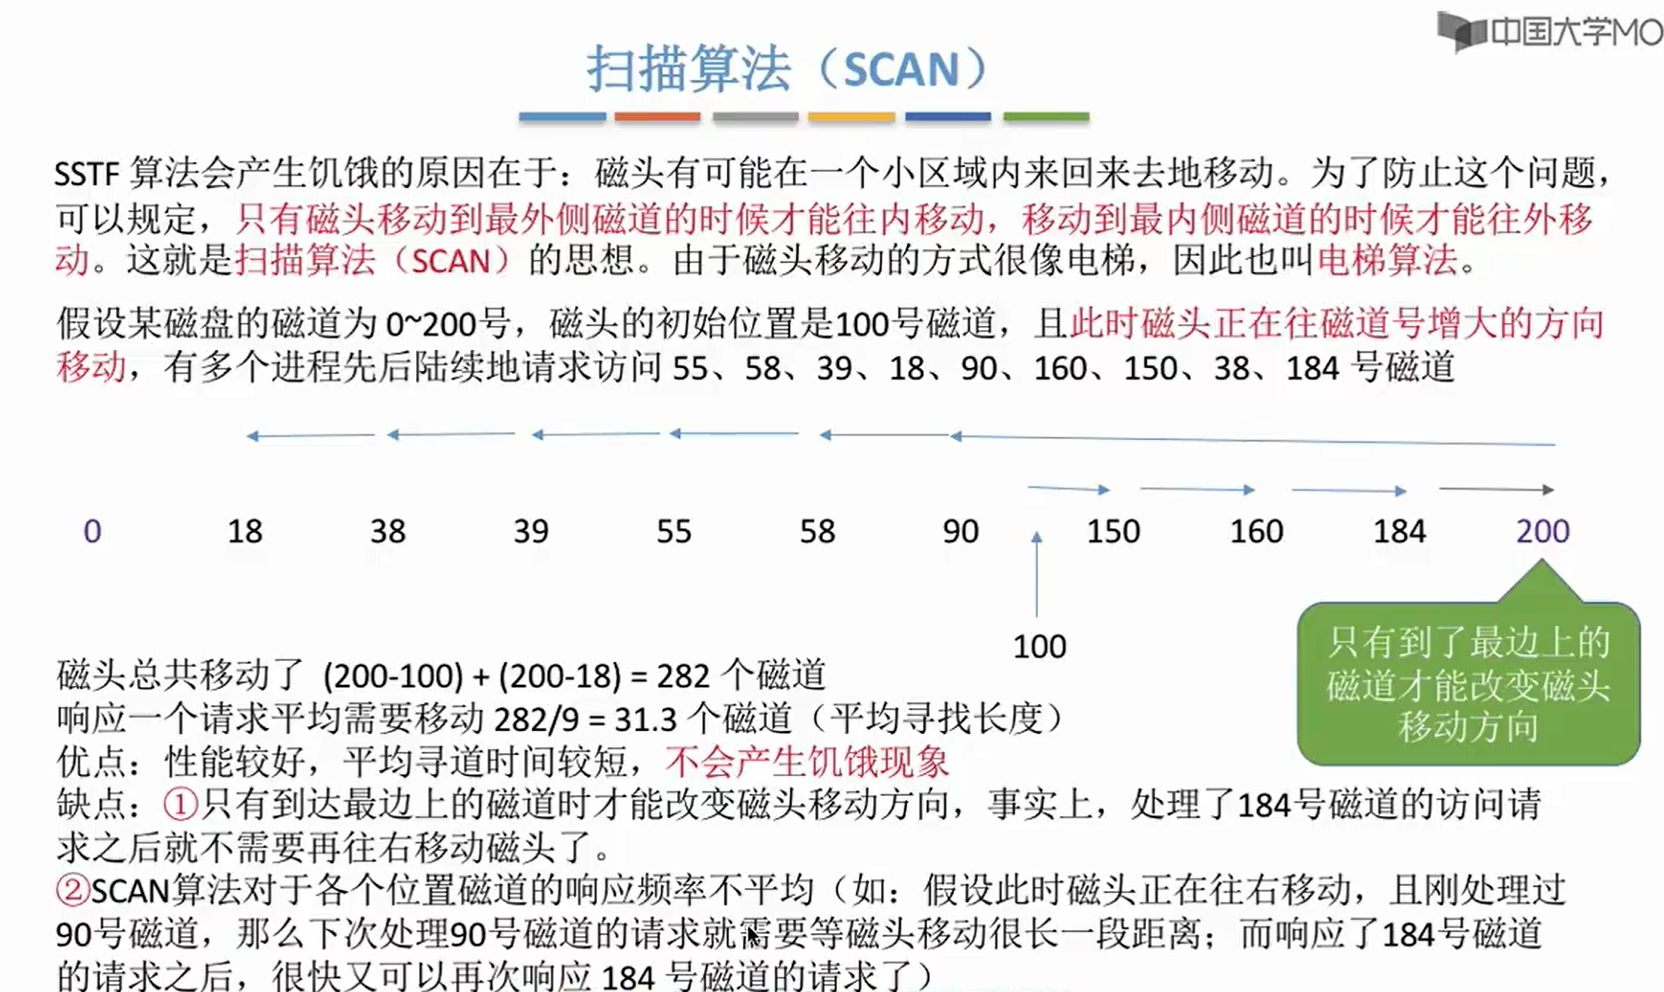 中国大学MO
扫描算法（SCAN）
SSTF 算法会产生饥饿的原因在于：磁头有可能在一个小区域内来回来去地移动。为了防止这个问题，
可以规定，只有磁头移动到最外侧磁道的时候才能往内移动，移动到最内侧磁道的时候才能往外移
动。这就是扫描算法（SCAN）的思想。由于磁头移动的方式很像电梯，因此也叫电梯算法。
假设某磁盘的磁道为 0~200号，磁头的初始位置是100号磁道，且此时磁头正在往磁道号增大的方向
移动，有多个进程先后陆续地请求访问 55、58、39、18、90、160、150、38、184 号磁道
0 18 38 39 55 58 90 150 160 184 200
100
只有到了最边上的
磁道才能改变磁头
移动方向
磁头总共移动了 (200-100) + (200-18) = 282 个磁道
响应一个请求平均需要移动 282/9 = 31.3 个磁道（平均寻找长度）
优点：性能较好，平均寻道时间较短，不会产生饥饿现象
缺点：①只有到达最边上的磁道时才能改变磁头移动方向，事实上，处理了184号磁道的访问请
求之后就不需要再往右移动磁头了。
②SCAN算法对于各个位置磁道的响应频率不平均（如：假设此时磁头正在往右移动，且刚处理过
90号磁道，那么下次处理90号磁道的请求就需要等磁头移动很长一段距离；而响应了184号磁道
的请求之后，很快又可以再次响应 184 号磁道的请求了）